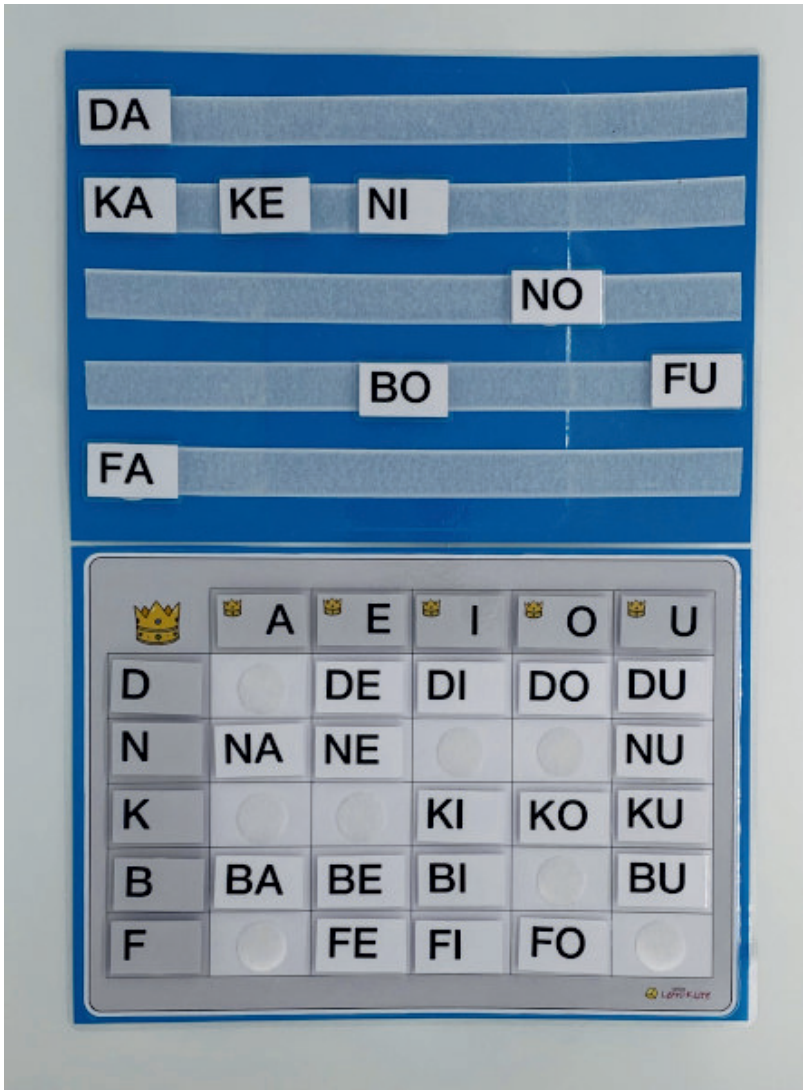 DA
KA KE NI
NO
BO FU
FA
A E I O U
D DE DI DO DU
N NA NE NU
K KI KO KU
B BA BE BI BU
F FE FI FO